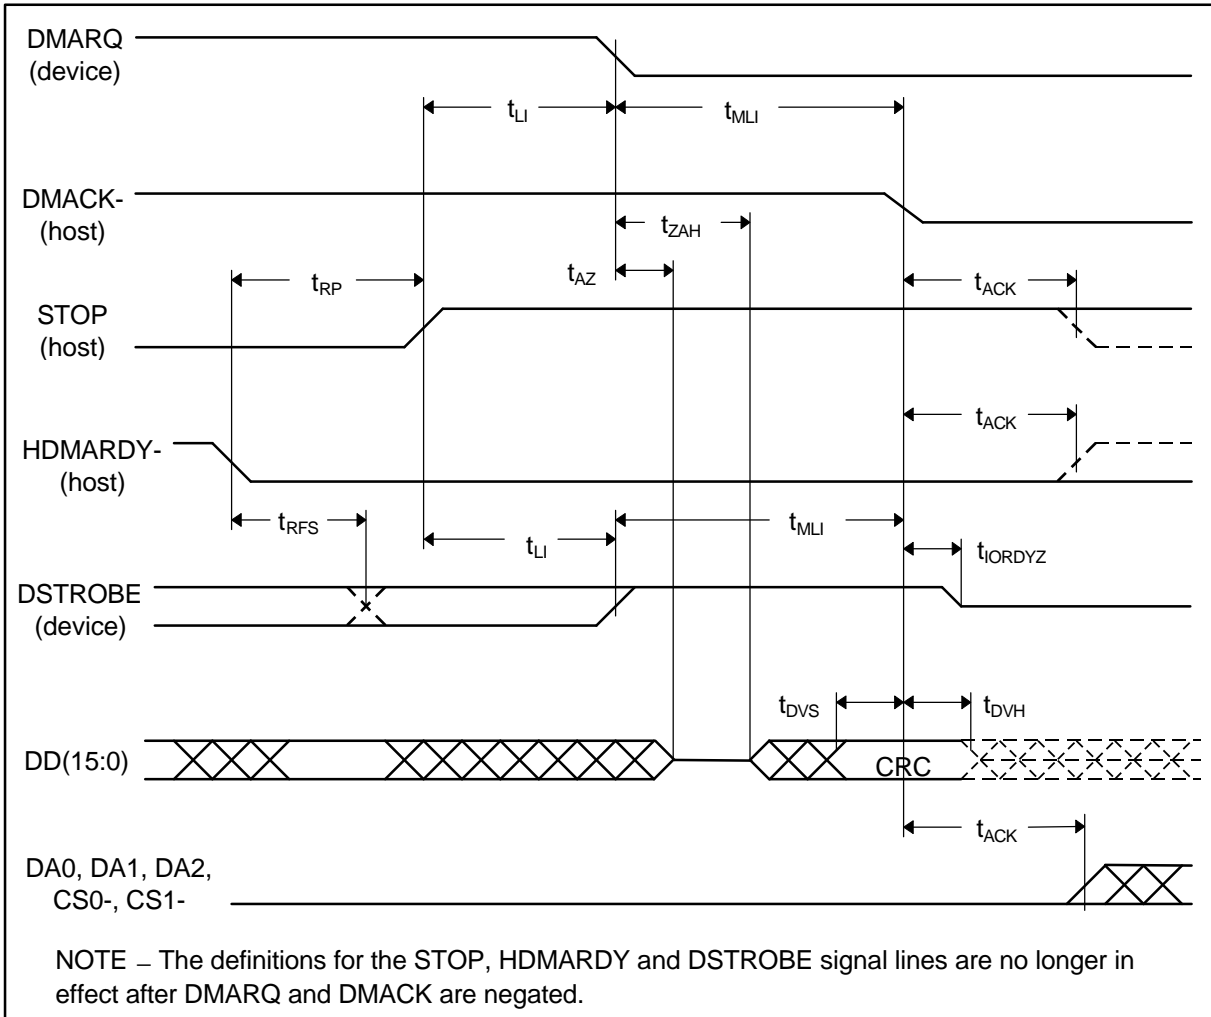 DMARQ
(device)
tLI
tMLI
DMACK-
(host)
tZAH
tAZ
tRP
tACK
STOP
(host)
tACK
HDMARDY-
(host)
tRFS
tLI
tMLI
tIORDYZ
DSTROBE
(device)
tDVS
tDVH
DD(15:0)
CRC
tACK
DA0, DA1, DA2,
CS0-, CS1-
NOTE – The definitions for the STOP, HDMARDY and DSTROBE signal lines are no longer in
effect after DMARQ and DMACK are negated.